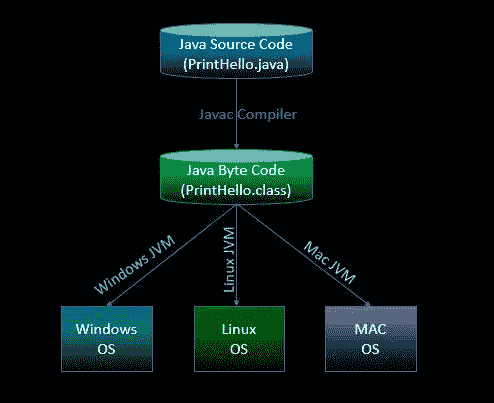 Java Source Code
(PrintHello.java)
Javac Compiler
Java Byte Code
(PrintHello.class)
Windows JVM
Linux JVM
Mac JVM
Windows
OS
Linux
OS
MAC
OS